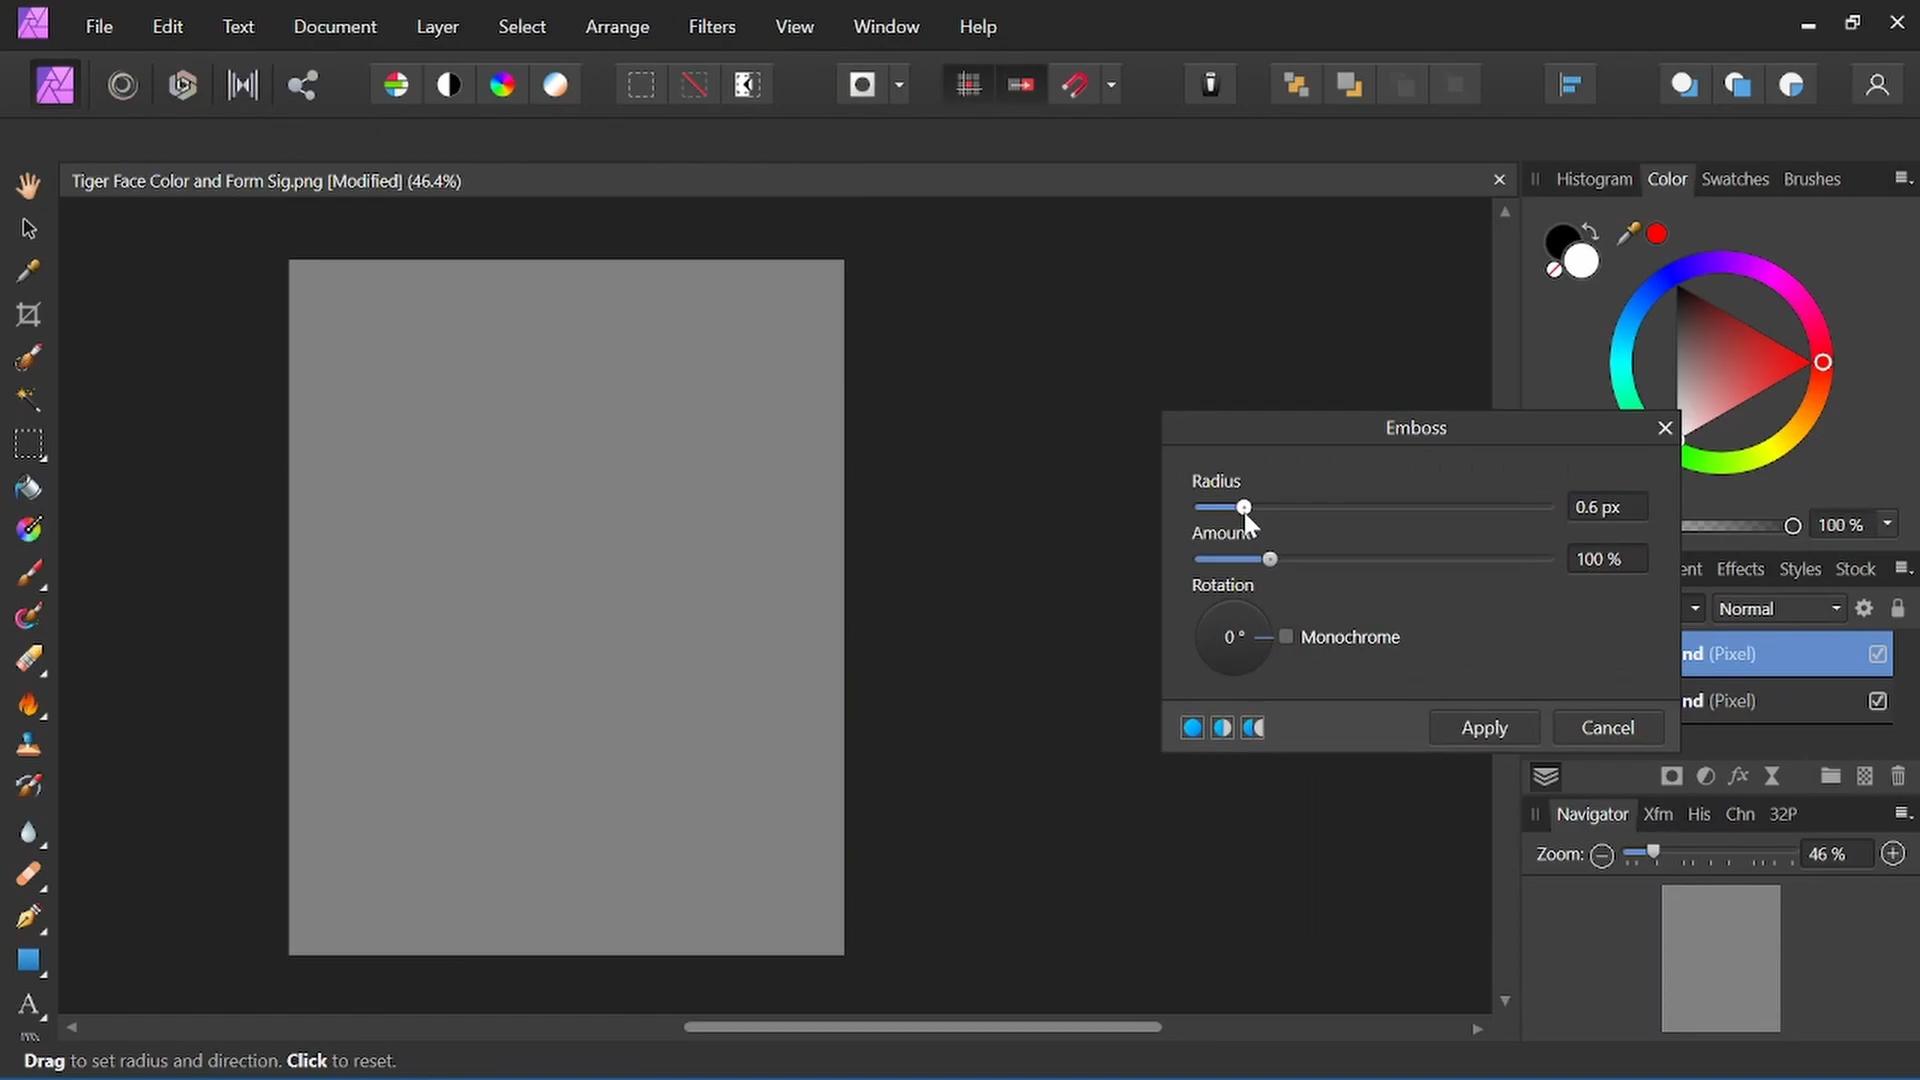 File Edit Text Document Layer Select Arrange Filters View Window Help
Tiger Face Color and Form Sig.png [Modified] (46.4%)
Histogram Color Swatches Brushes
Emboss
Radius
0.6 px
Amount
100 %
100 %
Rotation
0 ° Monochrome
ent Effects Styles Stock
Normal
nd (Pixel)
nd (Pixel)
Apply Cancel
Navigator Xfm His Chn 32P
Zoom: 46 %
A
Drag to set radius and direction. Click to reset.